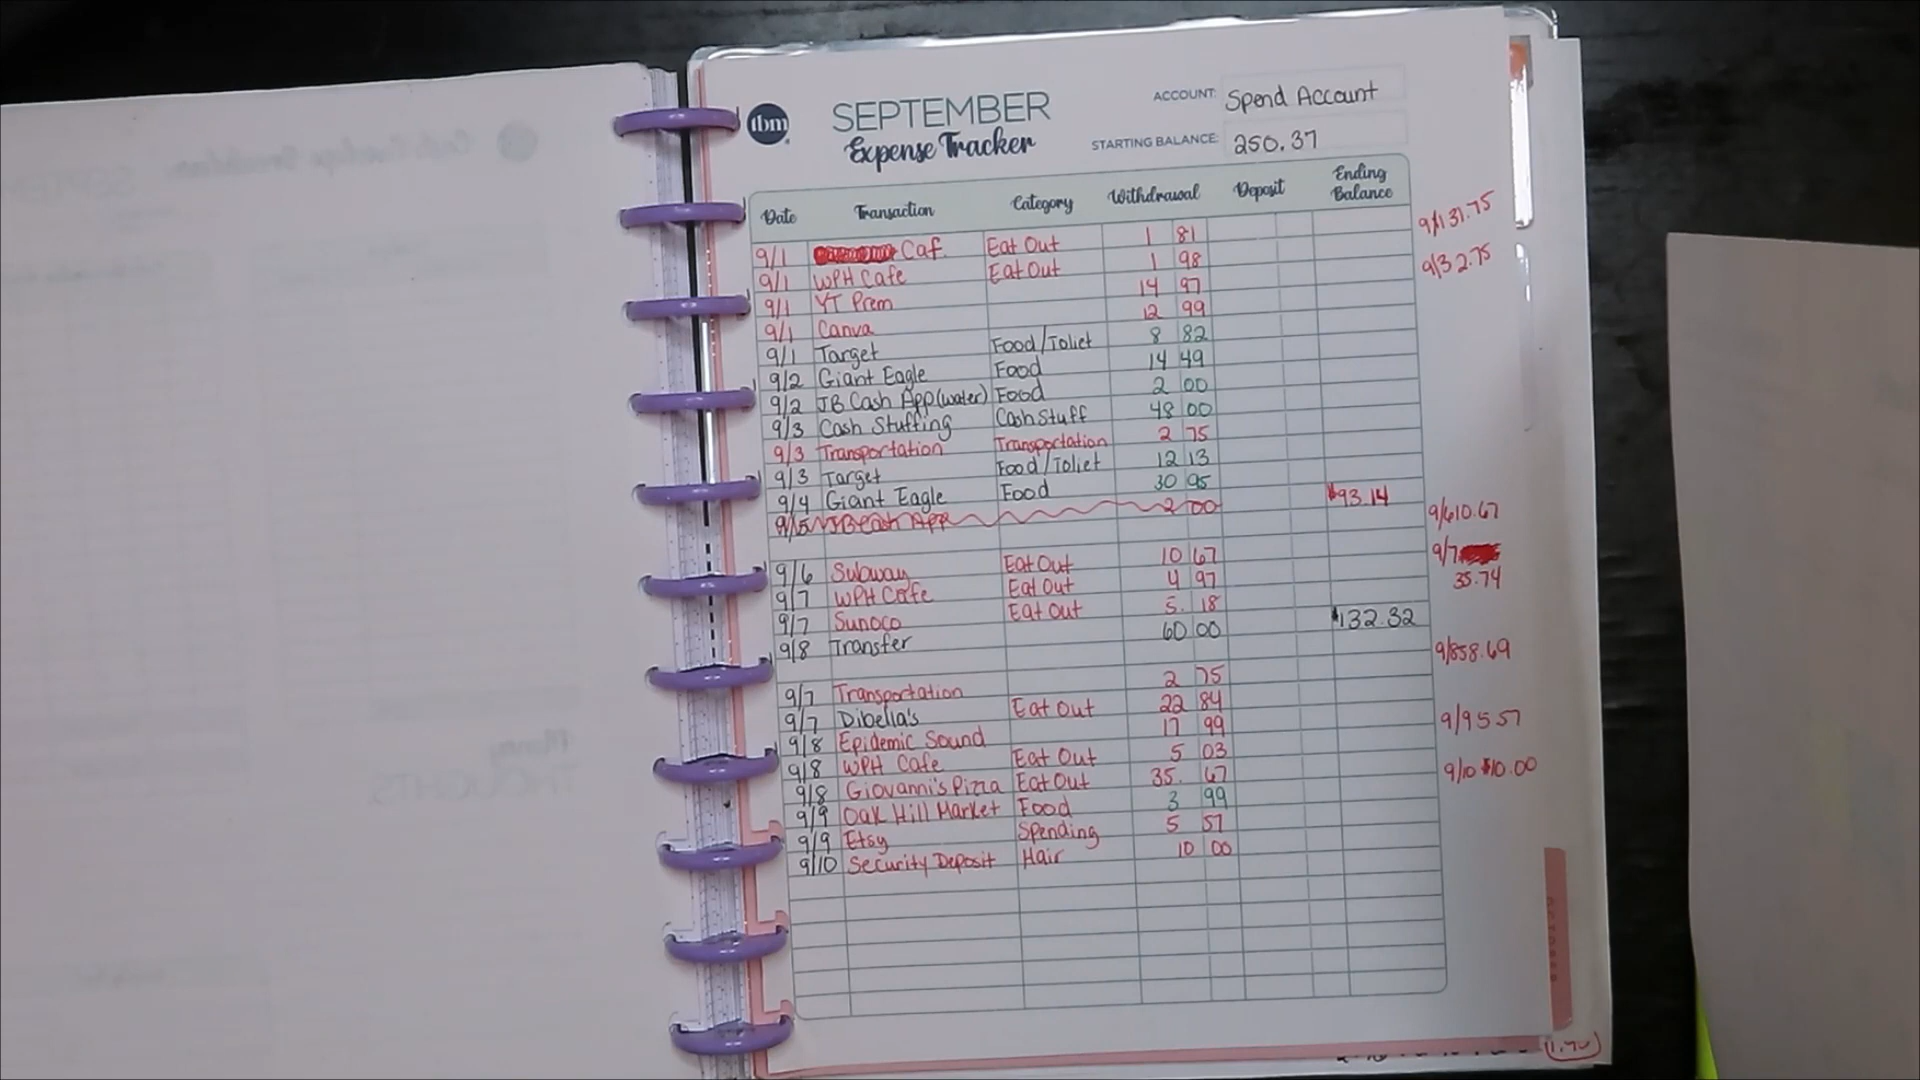 tbm
SEPTEMBER
Expense Tracker
ACCOUNT: Spend Account
STARTING BALANCE: 250.37
Date Transaction Category Withdrawal Deposit Ending Balance
9/1 Caf. Eat Out 1 81
9/1 WPH Cafe Eat Out 1 98
9/1 YT Prem 14 97
9/1 Canva 12 99
9/1 Target Food/Toliet 8 82
9/2 Giant Eagle Food 14 49
9/2 JB Cash App(water) Food 2 00
9/3 Cash Stuffing Cash Stuff 48 00
9/3 Transportation Transportation 2 75
9/3 Target Food/Toliet 12 13
9/4 Giant Eagle Food 30 95 $93.14
9/5 JB Cash App 2 00
9/6 Subway Eat Out 10 67
9/7 WPH Cafe Eat Out 4 97
9/7 Sunoco Eat Out 5. 18
9/8 Transfer 60 00 $132.32
9/7 Transportation 2 75
9/7 Dibella's Eat Out 22 84
9/8 Epidemic Sound 17 99
9/8 WPH Cafe Eat Out 5 03
9/8 Giovanni's Pizza Eat Out 35. 67
9/9 Oak Hill Market Food 3 99
9/9 Etsy Spending 5 57
9/10 Security Deposit Hair 10 00
9/1 31.75
9/3 2.75
9/6 10.67
9/7
35.74
9/8 58.69
9/9 5 57
9/10 $10.00